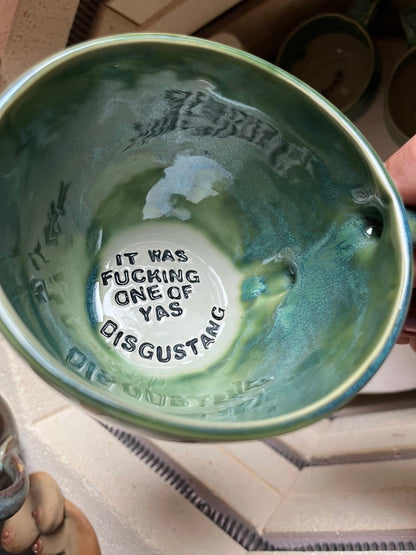 IT WAS
FUCKING
ONE OF
YAS
DISGUSTANG